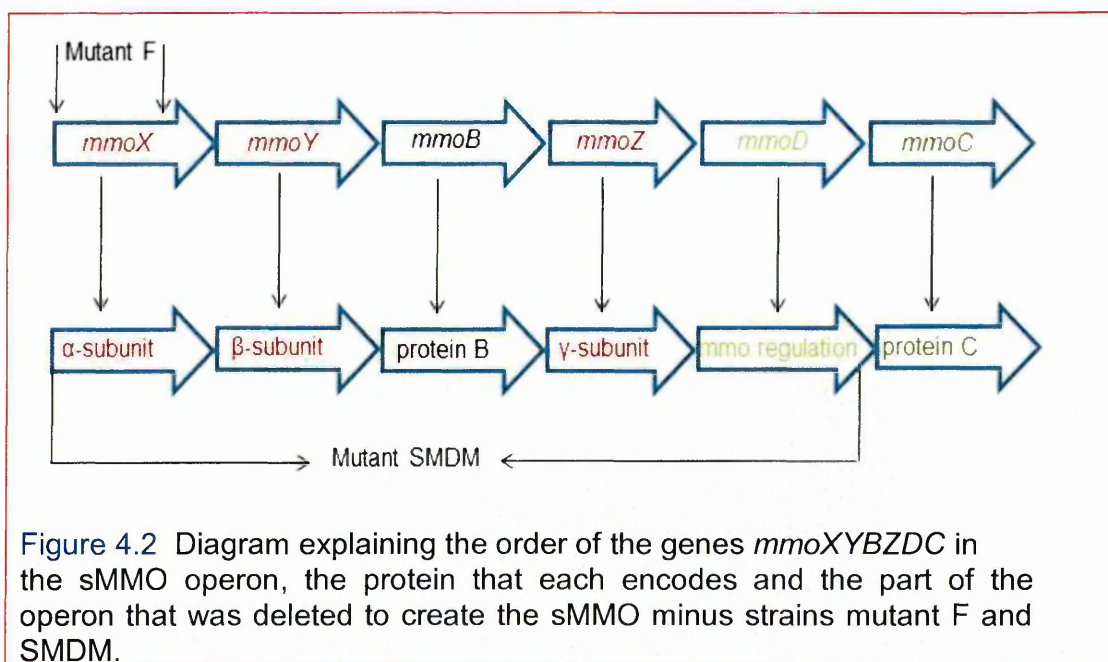 Mutant F
mmoX mmoY mmoB mmoZ mmoD mmoC
α-subunit β-subunit protein B γ-subunit mmo regulation protein C
Mutant SMDM
Figure 4.2 Diagram explaining the order of the genes mmoXYBZDC in
the sMMO operon, the protein that each encodes and the part of the
operon that was deleted to create the sMMO minus strains mutant F and
SMDM.